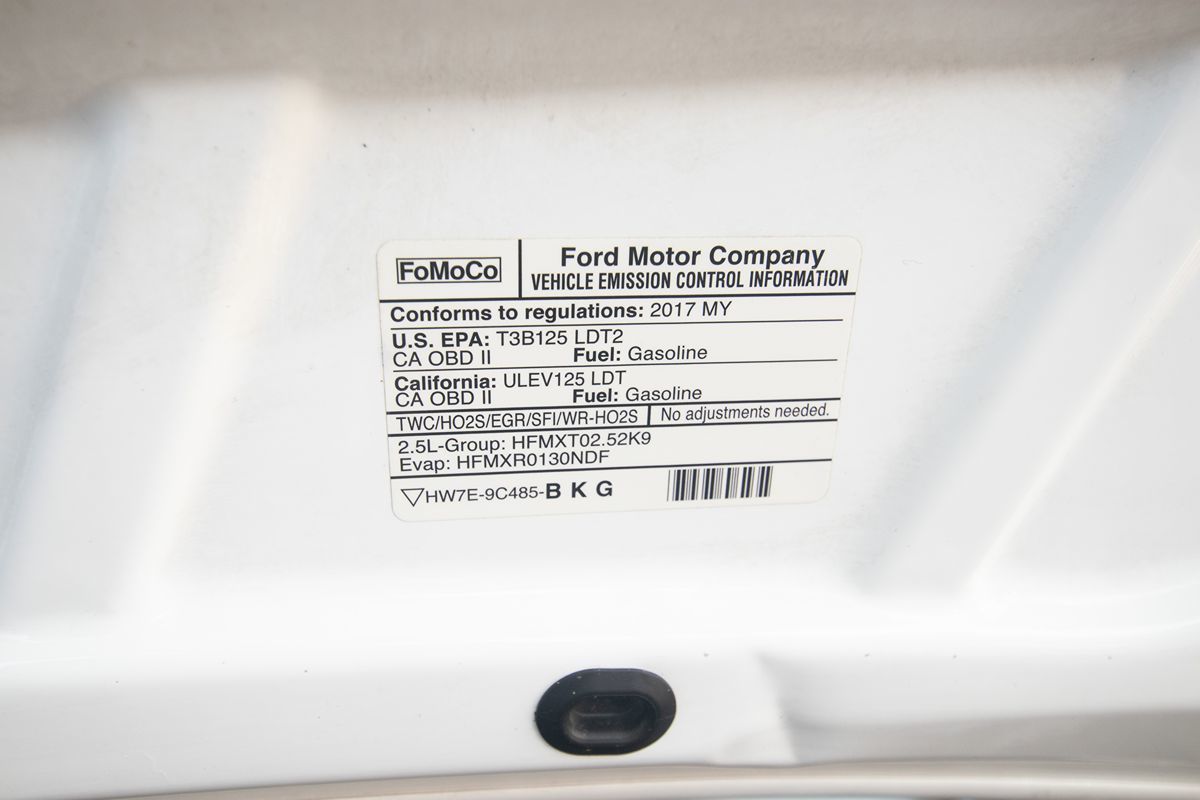 FoMoCo
Ford Motor Company
VEHICLE EMISSION CONTROL INFORMATION
Conforms to regulations: 2017 MY
U.S. EPA: T3B125 LDT2
CA OBD II Fuel: Gasoline
California: ULEV125 LDT
CA OBD II Fuel: Gasoline
TWC/HO2S/EGR/SFI/WR-HO2S No adjustments needed.
2.5L-Group: HFMXT02.52K9
Evap: HFMXR0130NDF
HW7E-9C485-B K G